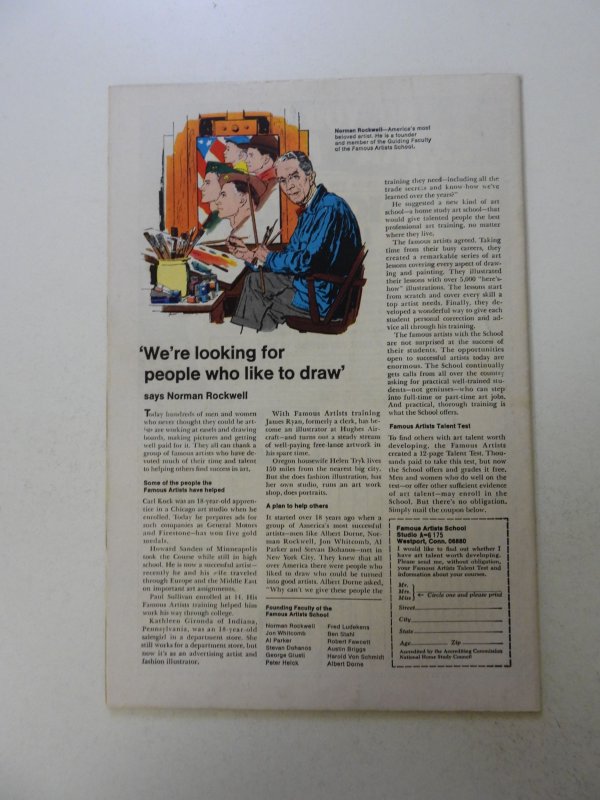 Norman Rockwell—America's most
beloved artist. He is a founder
and member of the Guiding Faculty
of the Famous Artists School.
'We're looking for
people who like to draw'
says Norman Rockwell
Today hundreds of men and women
who never thought they could be art-
ists are working at easels and drawing
boards, making pictures and getting
well paid for it. They all can thank a
group of famous artists who have de-
voted much of their time and talent
to helping others find success in art.
Some of the people the
Famous Artists have helped
Carl Kock was an 18-year-old appren-
tice in a Chicago art studio when he
enrolled. Today he prepares ads for
such companies as General Motors
and Firestone—has won five gold
medals.
Howard Sanden of Minneapolis
took the Course while still in high
school. He is now a successful artist—
recently he and his wife traveled
through Europe and the Middle East
on important art assignments.
Paul Sullivan enrolled at 14. His
Famous Artists training helped him
work his way through college.
Kathleen Gironda of Indiana,
Pennsylvania, was an 18-year-old
salesgirl in a department store. She
still works for a department store, but
now it's as an advertising artist and
fashion illustrator.
With Famous Artists training
James Ryan, formerly a clerk, has be-
come an illustrator at Hughes Air-
craft—and turns out a steady stream
of well-paying free-lance artwork in
his spare time.
Oregon housewife Helen Tryk lives
150 miles from the nearest big city.
But she does fashion illustration, has
her own studio, runs an art work
shop, does portraits.
A plan to help others
It started over 18 years ago when a
group of America's most successful
artists—men like Albert Dorne, Nor-
man Rockwell, Jon Whitcomb, Al
Parker and Stevan Dohanos—met in
New York City. They knew that all
over America there were people who
liked to draw who could be turned
into good artists. Albert Dorne asked,
"Why can't we give these people the
Founding Faculty of the
Famous Artists School
Norman Rockwell
Jon Whitcomb
Al Parker
Stevan Dohanos
George Giusti
Peter Helck
Fred Ludekens
Ben Stahl
Robert Fawcett
Austin Briggs
Harold Von Schmidt
Albert Dorne
training they need—including all the
trade secrets and know-how we've
learned over the years?"
He suggested a new kind of art
school—a home study art school—that
would give talented people the best
professional art training, no matter
where they live.
The famous artists agreed. Taking
time from their busy careers, they
created a remarkable series of art
lessons covering every aspect of draw-
ing and painting. They illustrated
their lessons with over 5,000 "here's-
how" illustrations. The lessons start
from scratch and cover every skill a
top artist needs. Finally, they de-
veloped a wonderful way to give each
student personal correction and ad-
vice all through his training.
The famous artists with the School
are not surprised at the success of
their students. The opportunities
open to successful artists today are
enormous. The School continually
gets calls from all over the country
asking for practical well-trained stu-
dents—not geniuses—who can step
into full-time or part-time art jobs.
And practical, thorough training is
what the School offers.
Famous Artists Talent Test
To find others with art talent worth
developing, the Famous Artists
created a 12-page Talent Test. Thou-
sands paid to take this test, but now
the School offers and grades it free.
Men and women who do well on the
test—or offer other sufficient evidence
of art talent—may enroll in the
School. But there's no obligation.
Simply mail the coupon below.
Famous Artists School
Studio A-6175
Westport, Conn. 06880
I would like to find out whether I
have art talent worth developing.
Please send me, without obligation,
your Famous Artists Talent Test and
information about your courses.
Mr.
Mrs. ← Circle one and please print
Miss
Street
City
State
Age Zip
Accredited by the Accrediting Commission
National Home Study Council